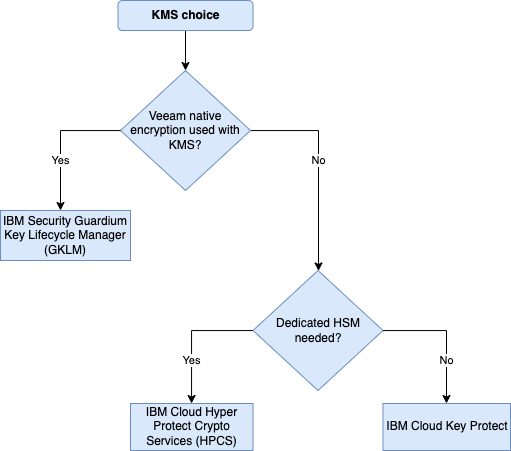 KMS choice
Veeam native
encryption used with
KMS?
Yes
No
IBM Security Guardium
Key Lifecycle Manager
(GKLM)
Dedicated HSM
needed?
Yes
No
IBM Cloud Hyper
Protect Crypto
Services (HPCS)
IBM Cloud Key Protect